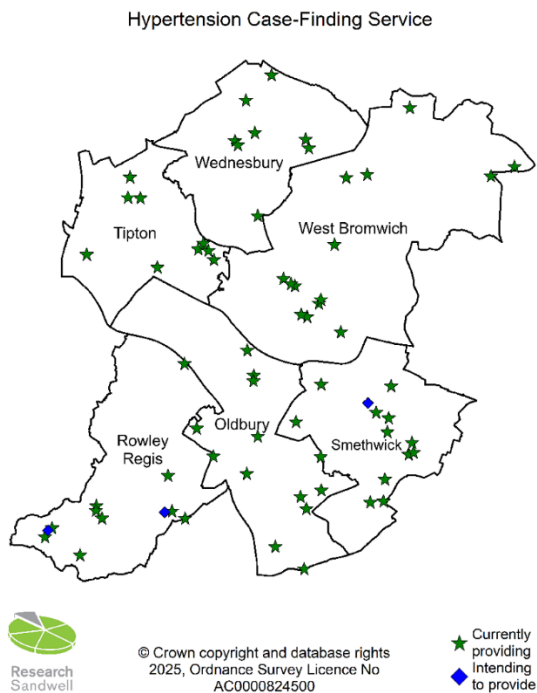 Hypertension Case-Finding Service
Wednesbury
West Bromwich
Tipton
Oldbury
Rowley
Regis
Smethwick
Research
Sandwell
© Crown copyright and database rights
2025, Ordnance Survey Licence No
AC0000824500
Currently
providing
Intending
to provide